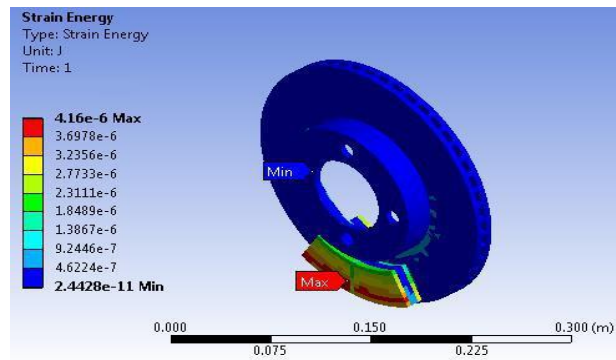 Strain Energy
Type: Strain Energy
Unit: J
Time: 1
4.16e-6 Max
3.6978e-6
3.2356e-6
2.7733e-6
2.3111e-6
1.8489e-6
1.3867e-6
9.2446e-7
4.6224e-7
2.4428e-11 Min
Min
Max
0.000 0.150 0.300 (m)
0.075 0.225